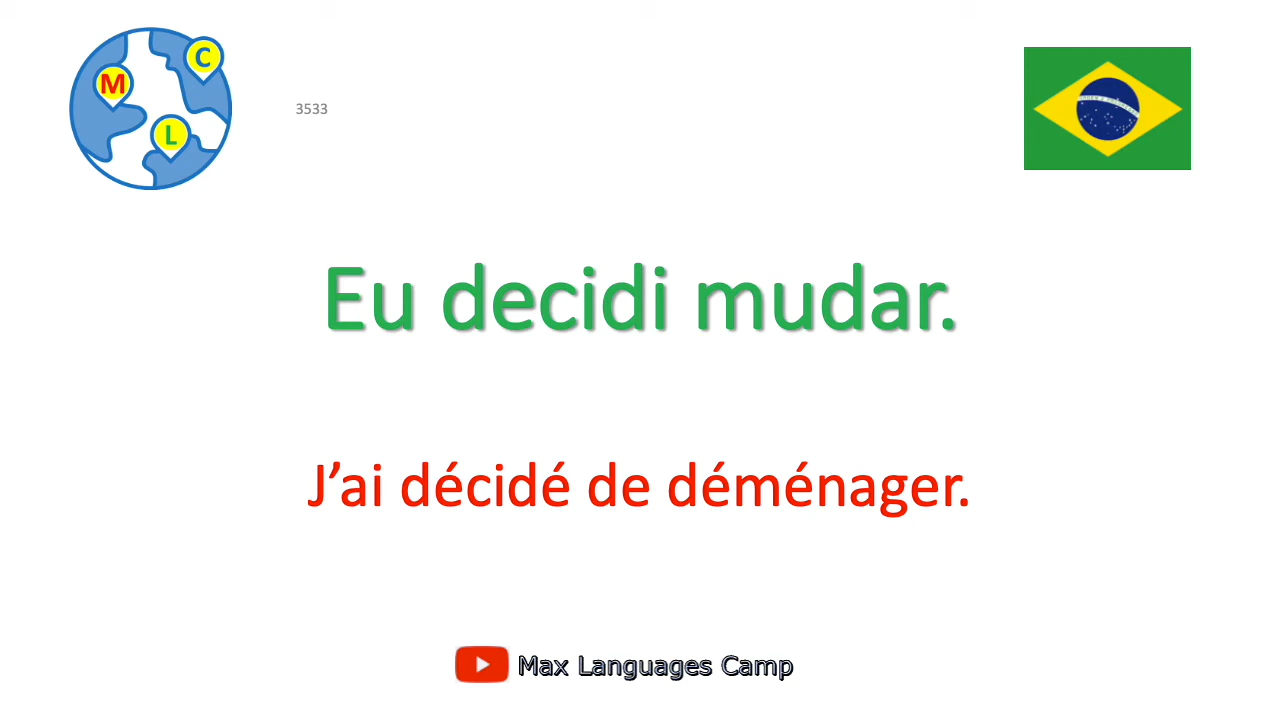 M
C
L
3533
Eu decidi mudar.
J’ai décidé de déménager.
Max Languages Camp